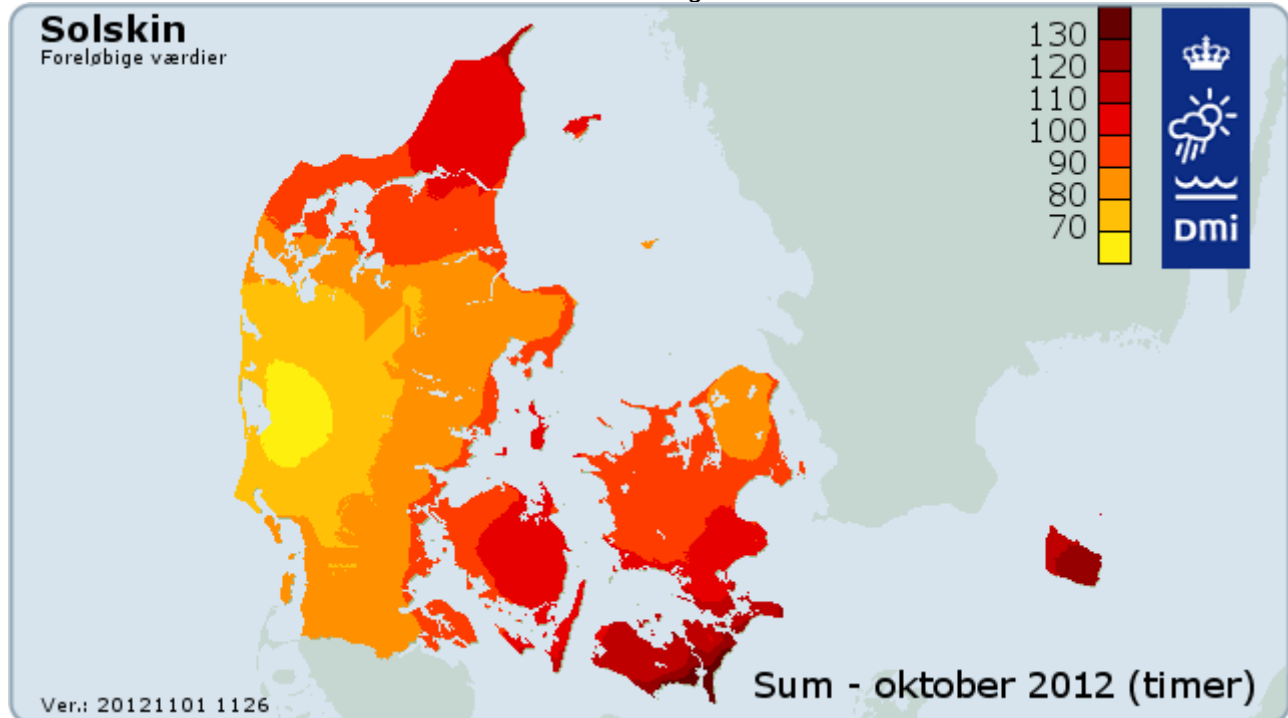 Solskin
Foreløbige værdier
130
120
110
100
90
80
70
DMI
Sum - oktober 2012 (timer)
Ver.: 20121101 1126